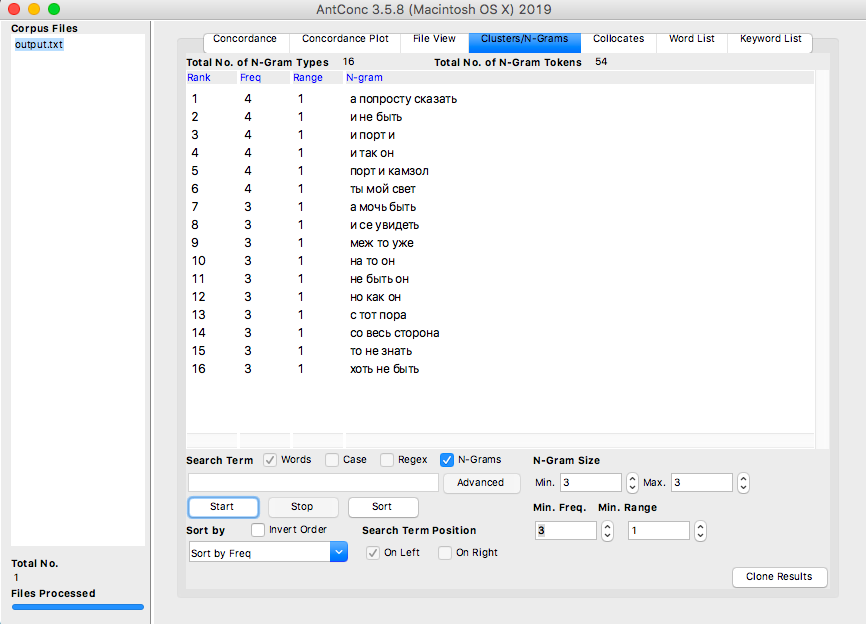 AntConc 3.5.8 (Macintosh OS X) 2019
Corpus Files
output.txt
Concordance Concordance Plot File View Clusters/N-Grams Collocates Word List Keyword List
Total No. of N-Gram Types 16 Total No. of N-Gram Tokens 54
Rank Freq Range N-gram
1 4 1 а попросту сказать
2 4 1 и не быть
3 4 1 и порт и
4 4 1 и так он
5 4 1 порт и камзол
6 4 1 ты мой свет
7 3 1 а мочь быть
8 3 1 и се увидеть
9 3 1 меж то уже
10 3 1 на то он
11 3 1 не быть он
12 3 1 но как он
13 3 1 с тот пора
14 3 1 со весь сторона
15 3 1 то не знать
16 3 1 хоть не быть
Search Term Words Case Regex N-Grams N-Gram Size
Advanced Min. 3 Max. 3
Start Stop Sort Min. Freq. Min. Range
Sort by Invert Order Search Term Position 3 1
Sort by Freq On Left On Right
Total No.
1
Files Processed
Clone Results